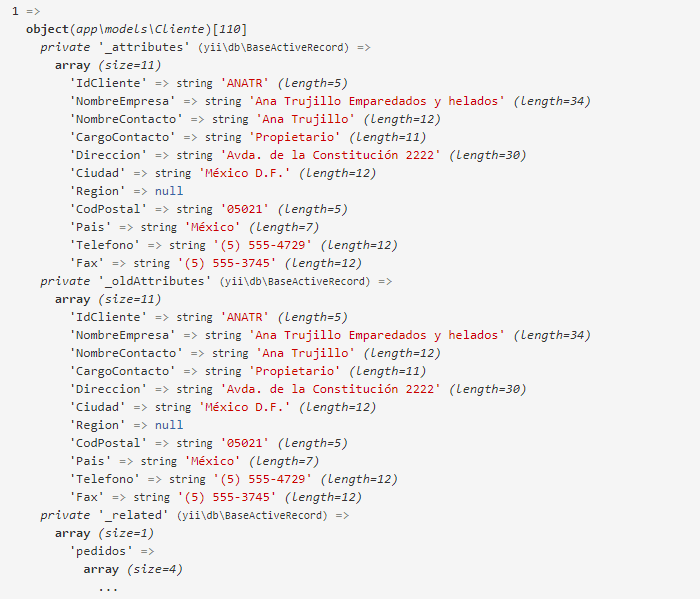 1 =>
object(app\models\Cliente)[110]
private '_attributes' (yii\db\BaseActiveRecord) =>
array (size=11)
'IdCliente' => string 'ANATR' (length=5)
'NombreEmpresa' => string 'Ana Trujillo Emparedados y helados' (length=34)
'NombreContacto' => string 'Ana Trujillo' (length=12)
'CargoContacto' => string 'Propietario' (length=11)
'Direccion' => string 'Avda. de la Constitución 2222' (length=30)
'Ciudad' => string 'México D.F.' (length=12)
'Region' => null
'CodPostal' => string '05021' (length=5)
'Pais' => string 'México' (length=7)
'Telefono' => string '(5) 555-4729' (length=12)
'Fax' => string '(5) 555-3745' (length=12)
private '_oldAttributes' (yii\db\BaseActiveRecord) =>
array (size=11)
'IdCliente' => string 'ANATR' (length=5)
'NombreEmpresa' => string 'Ana Trujillo Emparedados y helados' (length=34)
'NombreContacto' => string 'Ana Trujillo' (length=12)
'CargoContacto' => string 'Propietario' (length=11)
'Direccion' => string 'Avda. de la Constitución 2222' (length=30)
'Ciudad' => string 'México D.F.' (length=12)
'Region' => null
'CodPostal' => string '05021' (length=5)
'Pais' => string 'México' (length=7)
'Telefono' => string '(5) 555-4729' (length=12)
'Fax' => string '(5) 555-3745' (length=12)
private '_related' (yii\db\BaseActiveRecord) =>
array (size=1)
'pedidos' =>
array (size=4)
...